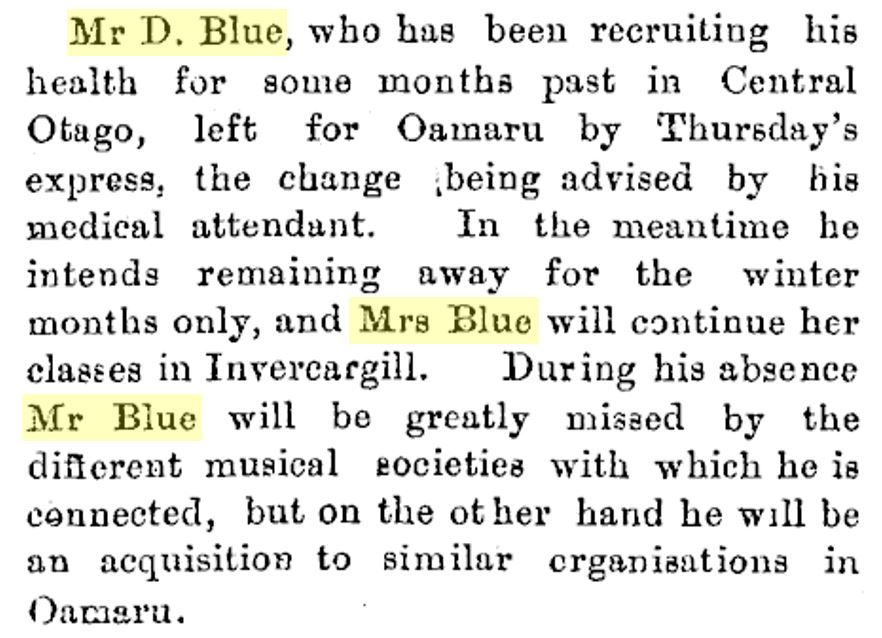 Mr D. Blue, who has been recruiting his
health for some months past in Central
Otago, left for Oamaru by Thursday's
express, the change being advised by his
medical attendant. In the meantime he
intends remaining away for the winter
months only, and Mrs Blue will continue her
classes in Invercargill. During his absence
Mr Blue will be greatly missed by the
different musical societies with which he is
connected, but on the other hand he will be
an acquisition to similar organisations in
Oamaru.